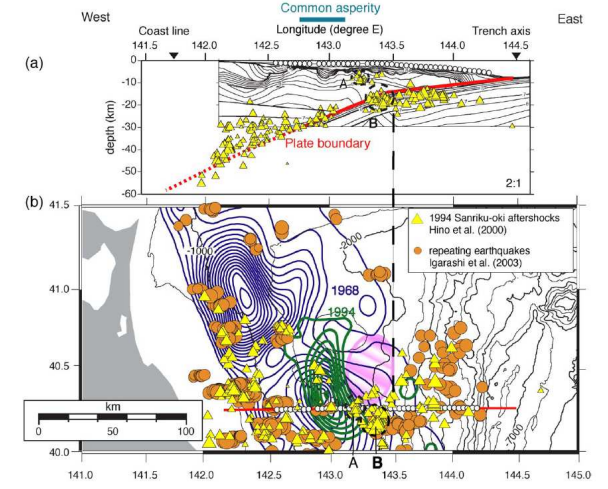 Common asperity
West
East
Coast line
Longitude (degree E)
Trench axis
141.5 142.0 142.5 143.0 143.5 144.0 144.5
(a)
0
-10
-20
-30
-40
-50
-60
depth (km)
A
B
Plate boundary
2:1
(b)
41.5
41.0
40.5
40.0
1994 Sanriku-oki aftershocks
Hino et al. (2000)
repeating earthquakes
Igarashi et al. (2003)
-1000
-2000
1968
1994
-7000
km
0 50 100
A B
141.0 142.0 142.5 143.0 143.5 144.0 144.5 145.0